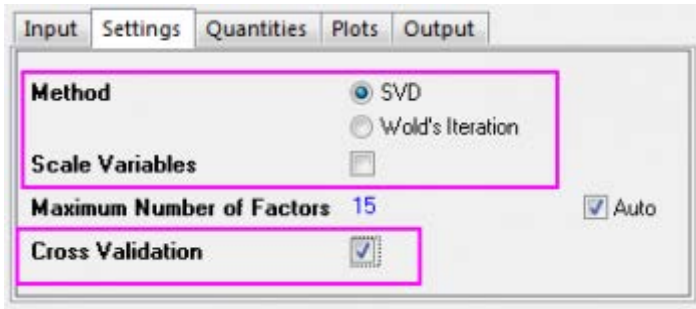 Input Settings Quantities Plots Output
Method SVD
Wold's Iteration
Scale Variables
Maximum Number of Factors 15 Auto
Cross Validation